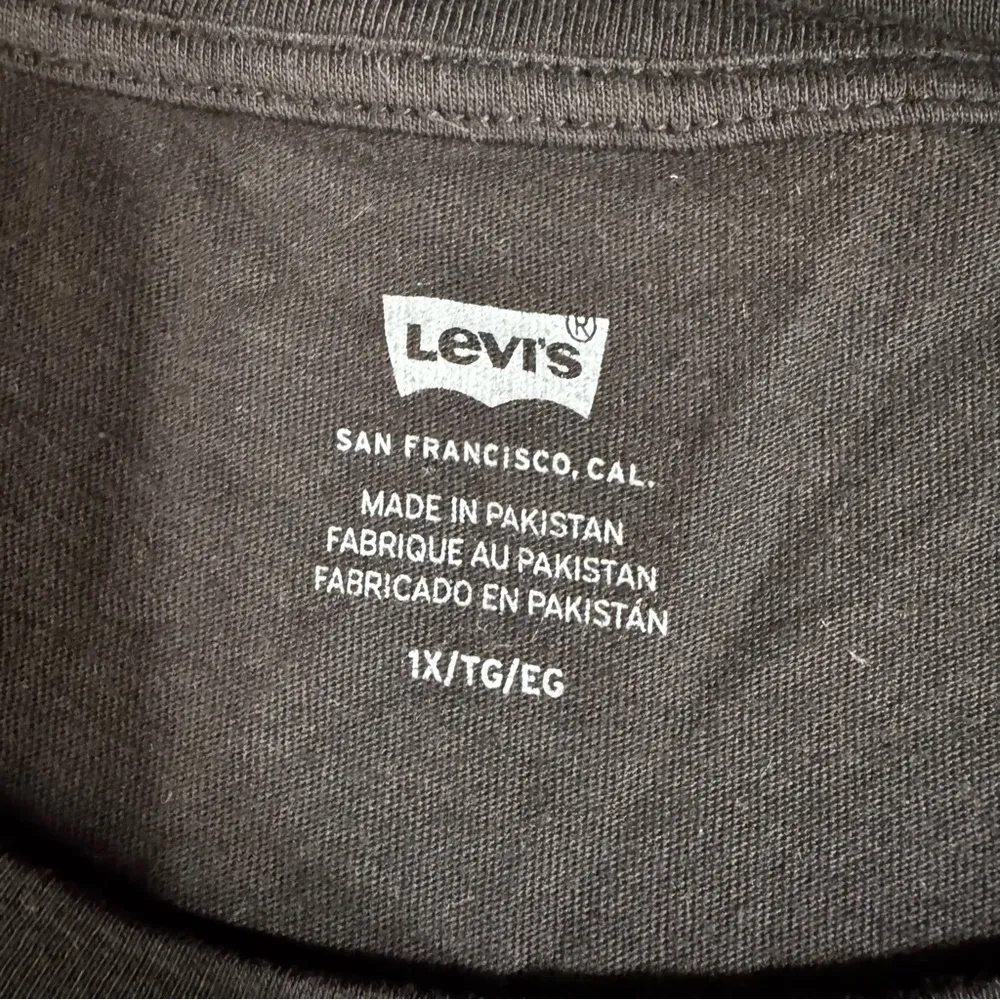 Levi's®
SAN FRANCISCO, CAL.
MADE IN PAKISTAN
FABRIQUE AU PAKISTAN
FABRICADO EN PAKISTÁN
1X/TG/EG